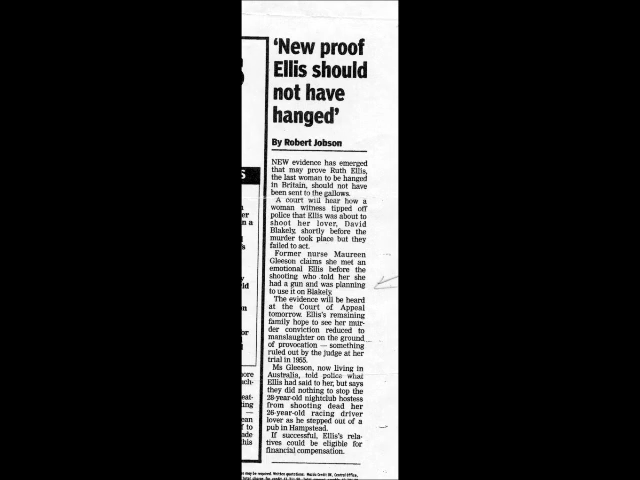 'New proof
Ellis should
not have
hanged'
By Robert Jobson
NEW evidence has emerged
that may prove Ruth Ellis,
the last woman to be hanged
in Britain, should not have
been sent to the gallows.
A court will hear how a
woman witness tipped off
police that Ellis was about to
shoot her lover, David
Blakely, shortly before the
murder took place but they
failed to act.
Former nurse Maureen
Gleeson claims she met an
emotional Ellis before the
shooting who told her she
had a gun and was planning
to use it on Blakely.
The evidence will be heard
at the Court of Appeal
tomorrow. Ellis's remaining
family hope to see her mur-
der conviction reduced to
manslaughter on the ground
of provocation — something
ruled out by the judge at her
trial in 1955.
Ms Gleeson, now living in
Australia, told police what
Ellis had said to her, but says
they did nothing to stop the
28-year-old nightclub hostess
from shooting dead her
26-year-old racing driver
lover as he stepped out of a
pub in Hampstead.
If successful, Ellis's rela-
tives could be eligible for
financial compensation.